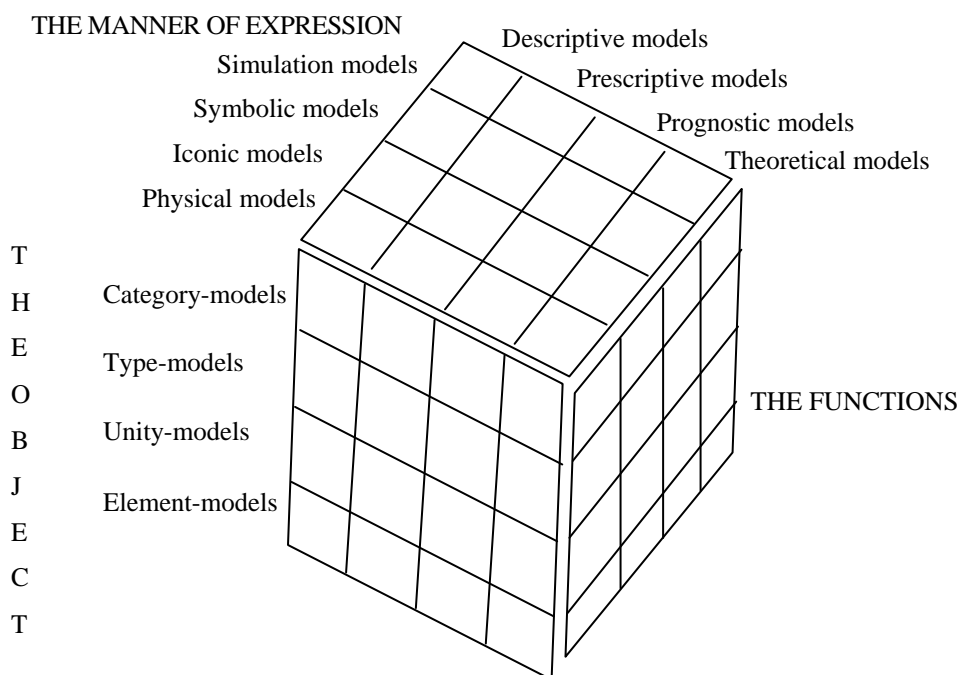 THE MANNER OF EXPRESSION
Descriptive models
Simulation models
Prescriptive models
Symbolic models
Prognostic models
Iconic models
Theoretical models
Physical models
T
H
E
O
B
J
E
C
T
Category-models
Type-models
Unity-models
Element-models
THE FUNCTIONS